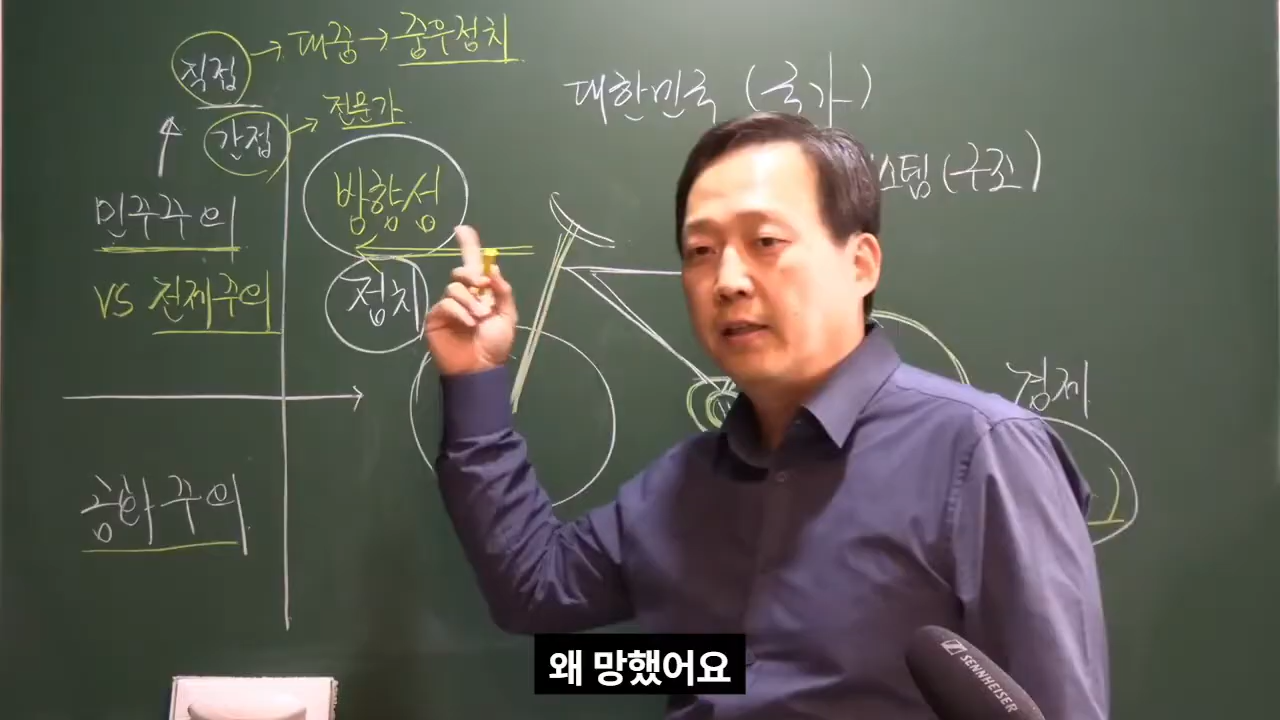 직접 → 대중 → 중우정치
간접 → 전문가
대한민국 (국가)
스템(구조)
민주주의
방향성
VS 전제주의
정치
경제
공화주의
왜 망했어요
SENNHEISER